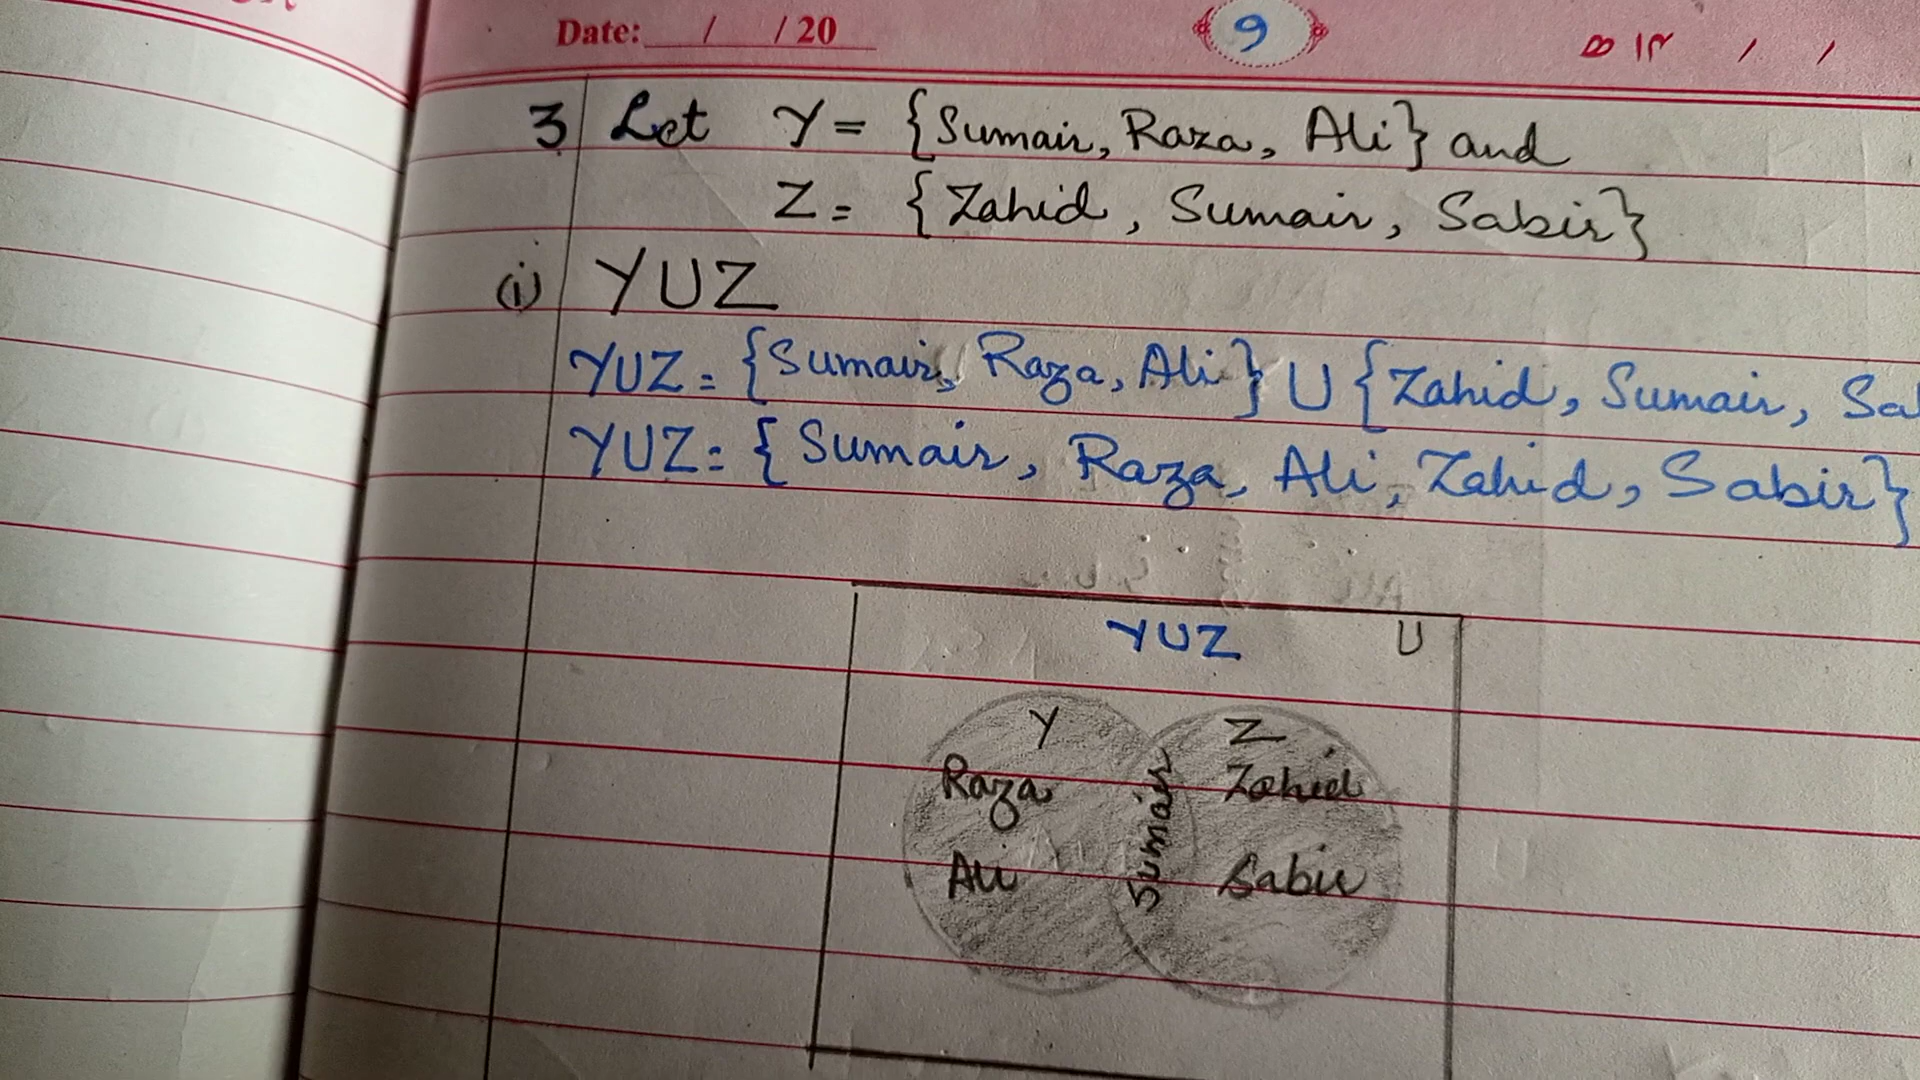 Date: / / 20
9
3 Let Y = {Sumair, Raza, Ali} and
Z = {Zahid, Sumair, Sabir}
(i) YUZ
YUZ = {Sumair, Raza, Ali} U {Zahid, Sumair, Sa
YUZ = {Sumair, Raza, Ali, Zahid, Sabir}
YUZ U
Y Z
Raza Zahid
Sumair
Ali Sabir